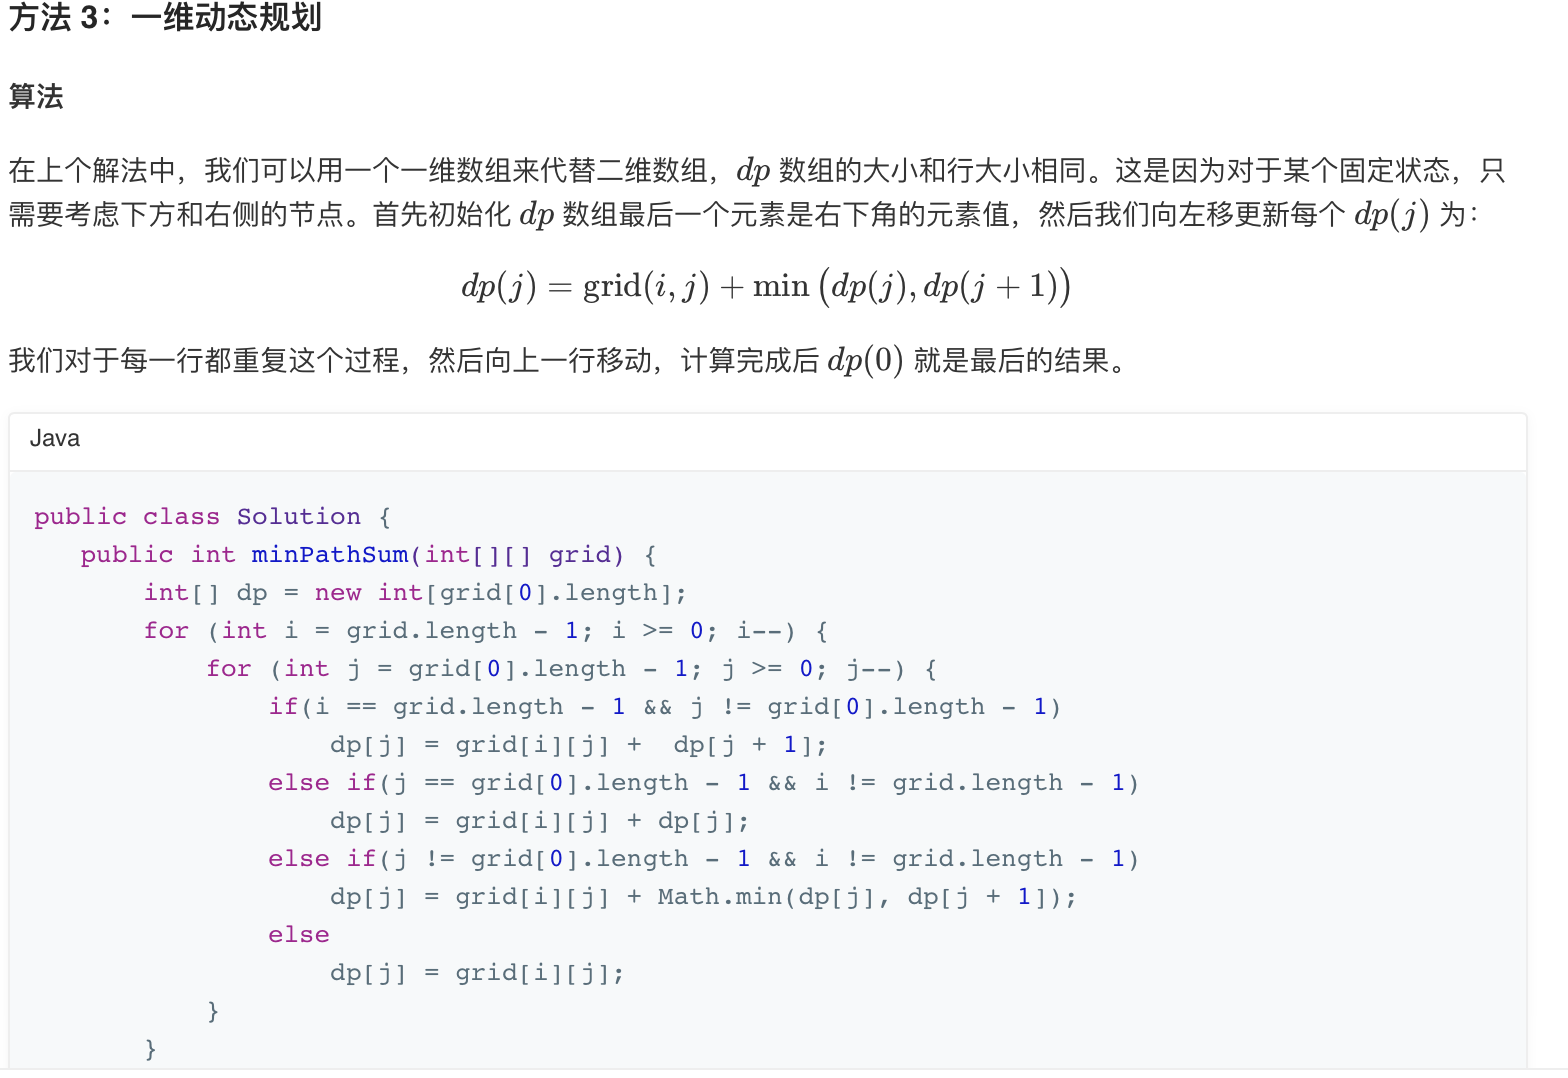 方法 3：一维动态规划
算法
在上个解法中，我们可以用一个一维数组来代替二维数组，dp 数组的大小和行大小相同。这是因为对于某个固定状态，只
需要考虑下方和右侧的节点。首先初始化 dp 数组最后一个元素是右下角的元素值，然后我们向左移更新每个 dp(j) 为：
dp(j) = grid(i, j) + min (dp(j), dp(j + 1))
我们对于每一行都重复这个过程，然后向上一行移动，计算完成后 dp(0) 就是最后的结果。
Java
public class Solution {
   public int minPathSum(int[][] grid) {
       int[] dp = new int[grid[0].length];
       for (int i = grid.length - 1; i >= 0; i--) {
           for (int j = grid[0].length - 1; j >= 0; j--) {
               if(i == grid.length - 1 && j != grid[0].length - 1)
                   dp[j] = grid[i][j] +  dp[j + 1];
               else if(j == grid[0].length - 1 && i != grid.length - 1)
                   dp[j] = grid[i][j] + dp[j];
               else if(j != grid[0].length - 1 && i != grid.length - 1)
                   dp[j] = grid[i][j] + Math.min(dp[j], dp[j + 1]);
               else
                   dp[j] = grid[i][j];
           }
       }